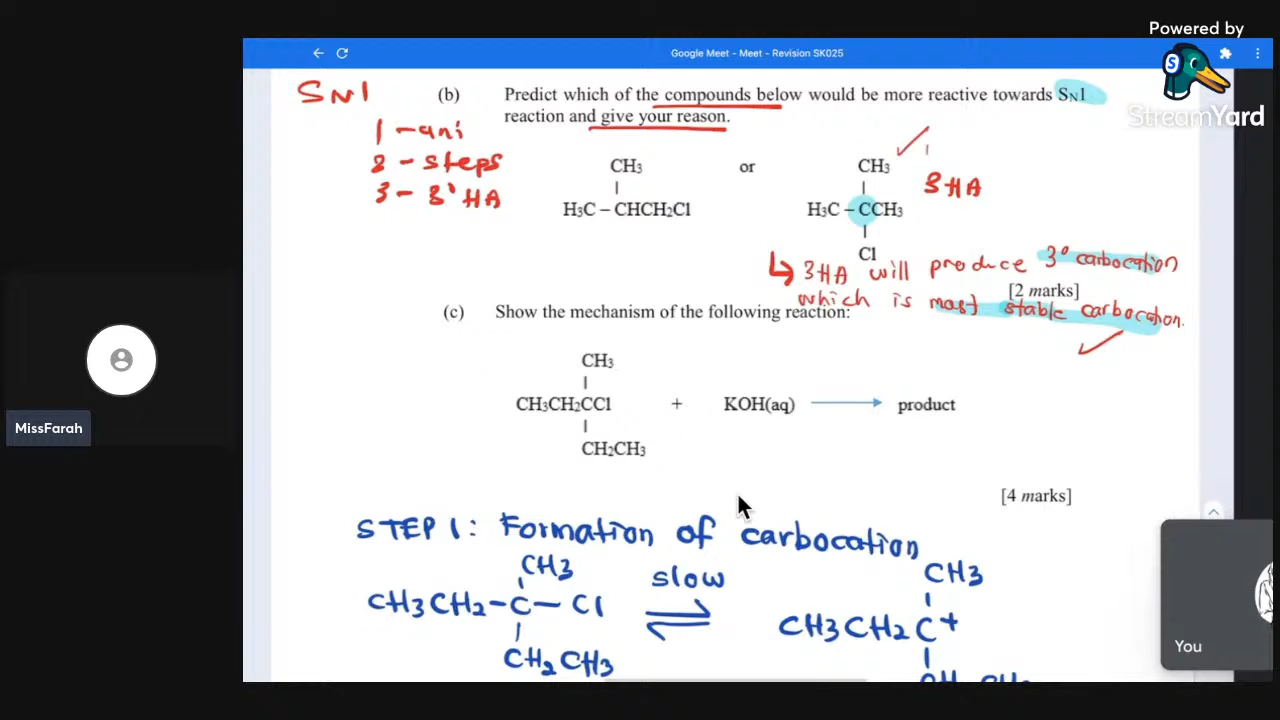 Powered by
StreamYard
Google Meet - Meet - Revision SK025
SN1
(b) Predict which of the compounds below would be more reactive towards SN1
reaction and give your reason.
1 - uni
2 - steps
3 - 3° HA
CH3 or CH3
3HA
H3C – CHCH2Cl H3C – CCH3
Cl
3HA will produce 3° carbocation
[2 marks]
which is most stable carbocation.
(c) Show the mechanism of the following reaction:
CH3
CH3CH2CCl + KOH(aq) product
CH2CH3
[4 marks]
STEP 1: Formation of carbocation
CH3 slow CH3
CH3CH2-C-Cl CH3CH2C+
CH2CH3
MissFarah
You